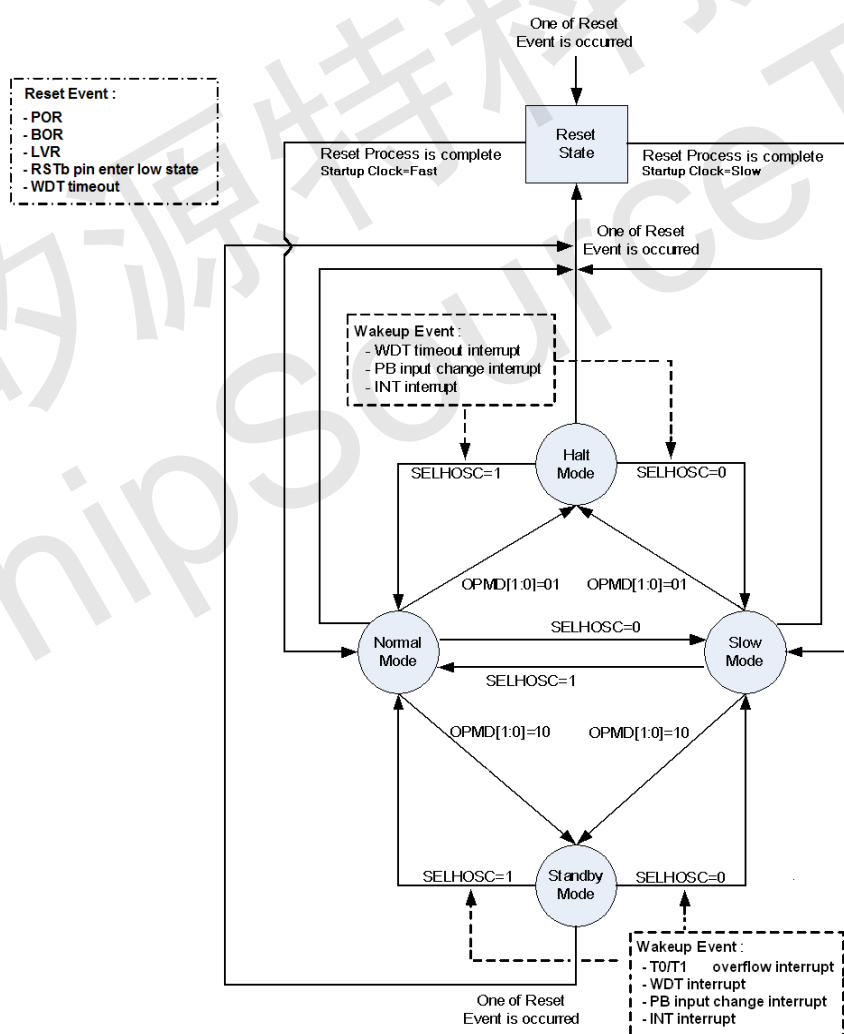 One of Reset
Event is occurred
Reset Event :
- POR
- BOR
- LVR
- RSTb pin enter low state
- WDT timeout
Reset
State
Reset Process is complete
Startup Clock=Fast
Reset Process is complete
Startup Clock=Slow
One of Reset
Event is occurred
Wakeup Event :
- WDT timeout interrupt
- PB input change interrupt
- INT interrupt
Halt
Mode
SELHOSC=1
SELHOSC=0
OPMD[1:0]=01
OPMD[1:0]=01
Normal
Mode
SELHOSC=0
Slow
Mode
SELHOSC=1
OPMD[1:0]=10
OPMD[1:0]=10
Standby
Mode
SELHOSC=1
SELHOSC=0
Wakeup Event :
- T0/T1 overflow interrupt
- WDT interrupt
- PB input change interrupt
- INT interrupt
One of Reset
Event is occurred
源特科
hipSource